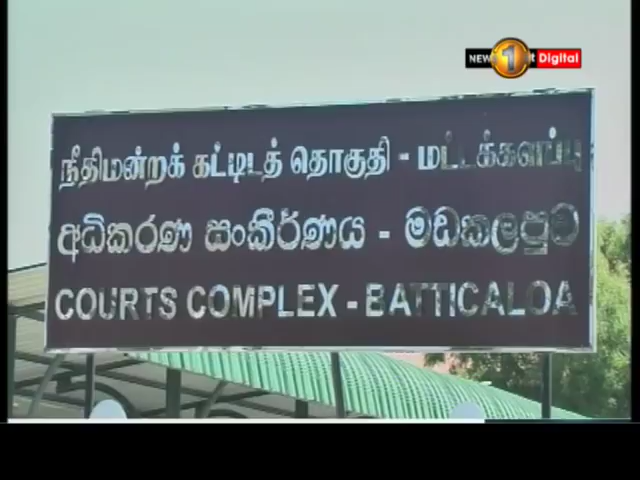 NEWS 1st Digital
நீதிமன்றக் கட்டிடத் தொகுதி - மட்டக்களப்பு
අධිකරණ සංකීර්ණය - මඩකලපුව
COURTS COMPLEX - BATTICALOA